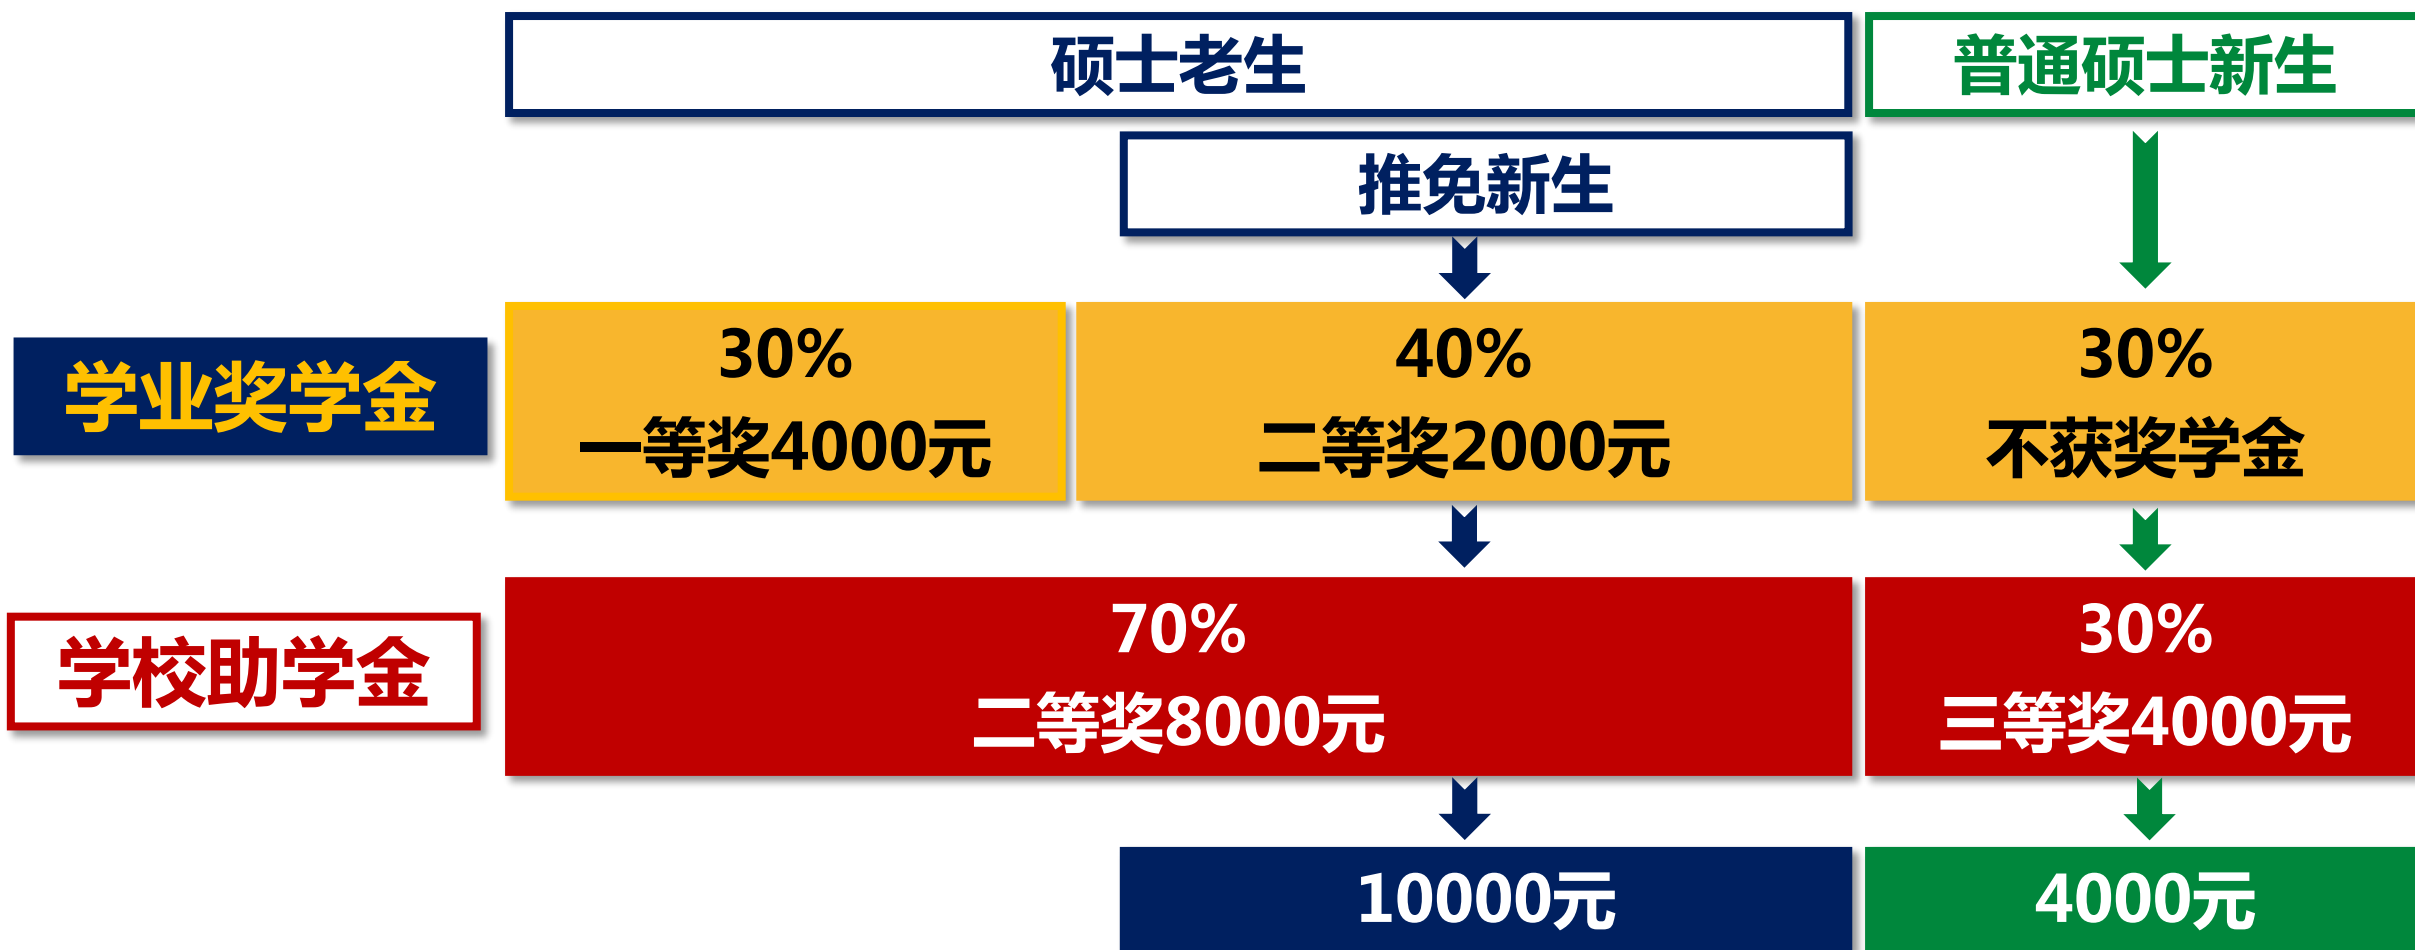 硕士老生
普通硕士新生
推免新生
学业奖学金
30%
一等奖4000元
40%
二等奖2000元
30%
不获奖学金
学校助学金
70%
二等奖8000元
30%
三等奖4000元
10000元
4000元